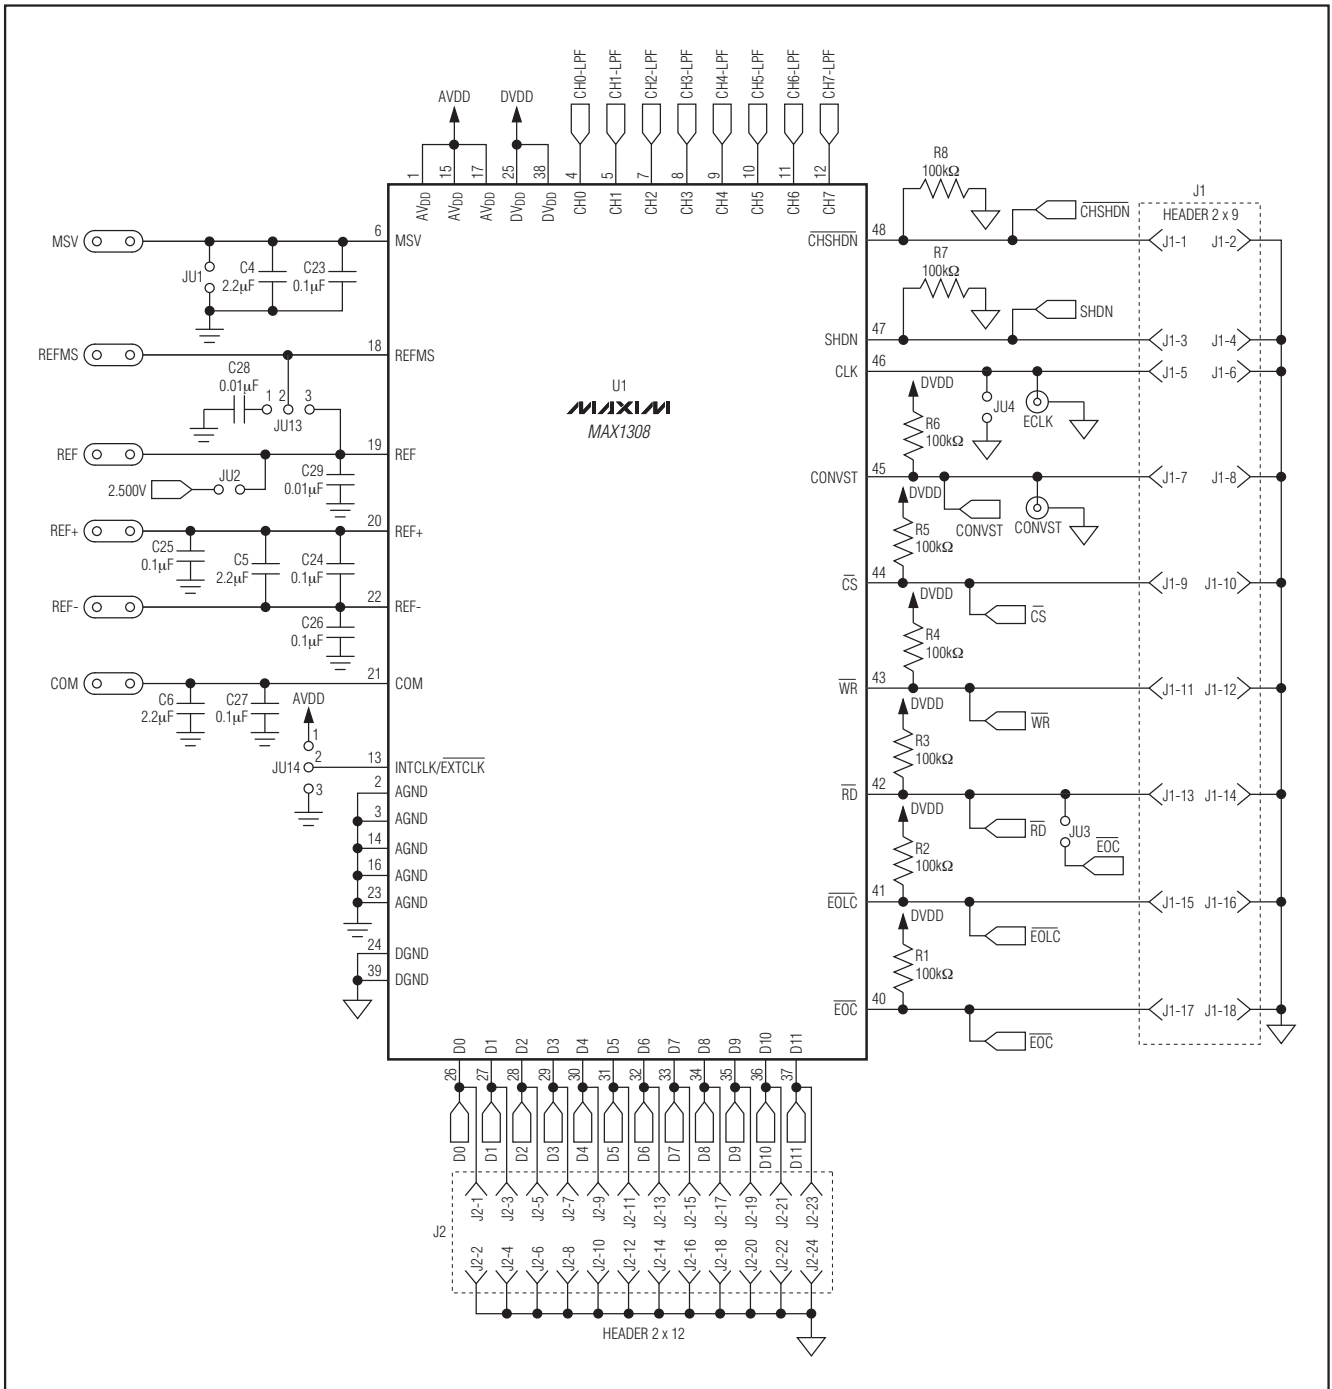 CH0-LPF
CH1-LPF
CH2-LPF
CH3-LPF
CH4-LPF
CH5-LPF
CH6-LPF
CH7-LPF
AVDD
DVDD
1
15
17
25
38
4
5
7
8
9
10
11
12
AVDD
AVDD
AVDD
DVDD
DVDD
CH0
CH1
CH2
CH3
CH4
CH5
CH6
CH7
MSV
6
MSV
JU1
C4
2.2µF
C23
0.1µF
REFMS
18
REFMS
C28
0.01µF
1
2
3
JU13
REF
19
REF
2.500V
JU2
C29
0.01µF
REF+
20
REF+
C25
0.1µF
C5
2.2µF
C24
0.1µF
REF-
22
REF-
C26
0.1µF
COM
21
COM
C6
2.2µF
C27
0.1µF
AVDD
1
JU14
2
3
13
INTCLK/EXTCLK
2
AGND
3
AGND
14
AGND
16
AGND
23
AGND
24
DGND
39
DGND
U1
MAXIM
MAX1308
R8
100kΩ
CHSHDN
48
CHSHDN
R7
100kΩ
SHDN
47
SHDN
CLK
46
DVDD
R6
100kΩ
JU4
ECLK
CONVST
45
DVDD
CONVST
CONVST
R5
100kΩ
CS
44
DVDD
CS
R4
100kΩ
WR
43
DVDD
WR
R3
100kΩ
RD
42
DVDD
RD
JU3
EOC
R2
100kΩ
EOLC
41
DVDD
EOLC
R1
100kΩ
EOC
40
EOC
J1
HEADER 2 x 9
J1-1 J1-2
J1-3 J1-4
J1-5 J1-6
J1-7 J1-8
J1-9 J1-10
J1-11 J1-12
J1-13 J1-14
J1-15 J1-16
J1-17 J1-18
D0
D1
D2
D3
D4
D5
D6
D7
D8
D9
D10
D11
26
27
28
29
30
31
32
33
34
35
36
37
D0
D1
D2
D3
D4
D5
D6
D7
D8
D9
D10
D11
J2
J2-1
J2-3
J2-5
J2-7
J2-9
J2-11
J2-13
J2-15
J2-17
J2-19
J2-21
J2-23
J2-2
J2-4
J2-6
J2-8
J2-10
J2-12
J2-14
J2-16
J2-18
J2-20
J2-22
J2-24
HEADER 2 x 12